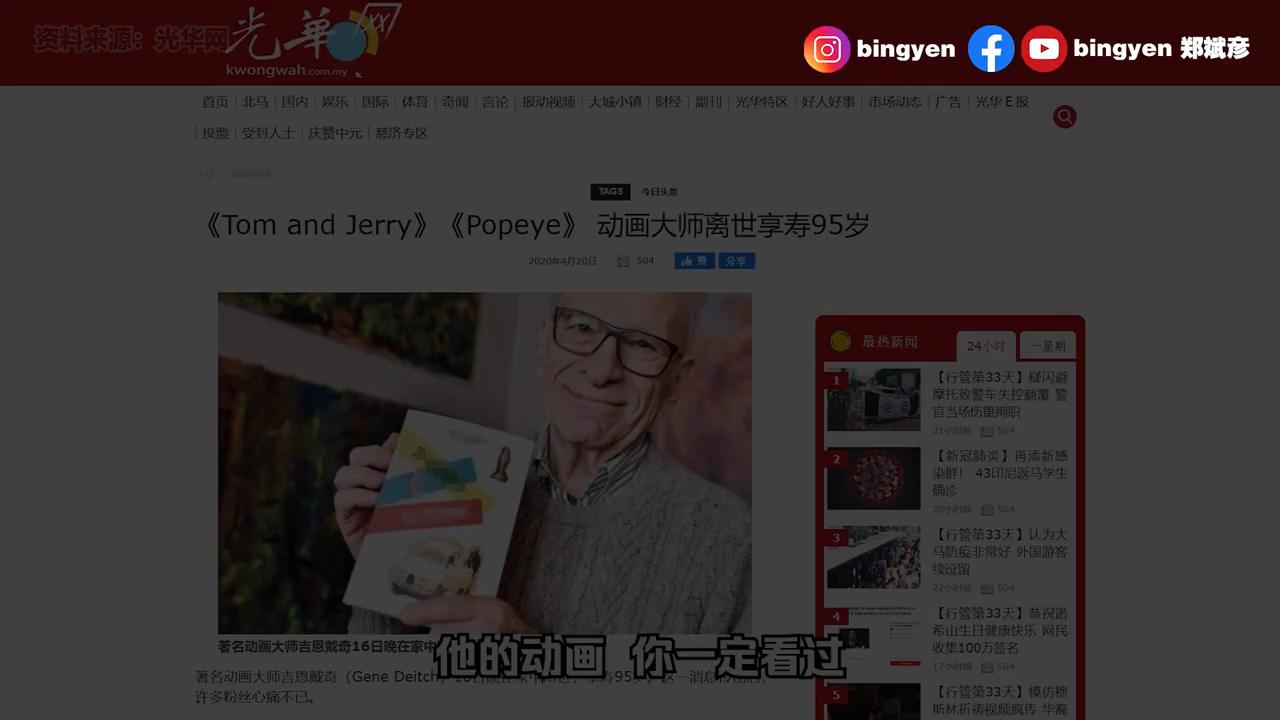 资料来源：光华网
光華
kwongwah.com.my
bingyen
bingyen 郑斌彦
首页 北马 国内 娱乐 国际 体育 奇闻 言论 报动视频 大城小镇 财经 副刊 光华特区 好人好事 市场动态 广告 光华E报
投票 受封人士 庆赞中元 慈济专区
TAGS 今日头条
《Tom and Jerry》《Popeye》 动画大师离世享寿95岁
2020年4月20日 504 赞 分享
著名动画大师吉恩戴奇16日晚在家中
著名动画大师吉恩戴奇（Gene Deitch）
许多粉丝心痛不已。
他的动画 你一定看过
最热新闻 24小时 一星期
1
【行管第33天】疑闪避
摩托致警车失控翻覆 警
官当场伤重殉职
21小时前 504
2
【新冠肺炎】再添新感
染群！ 43印尼返马学生
确诊
20小时前 504
3
【行管第33天】认为大
马防疫非常好 外国游客
续逗留
22小时前 504
4
【行管第33天】恭祝诺
希山生日健康快乐 网民
收集100万签名
17小时前 504
5
【行管第33天】模仿穆
斯林祈祷视频疯传 华裔